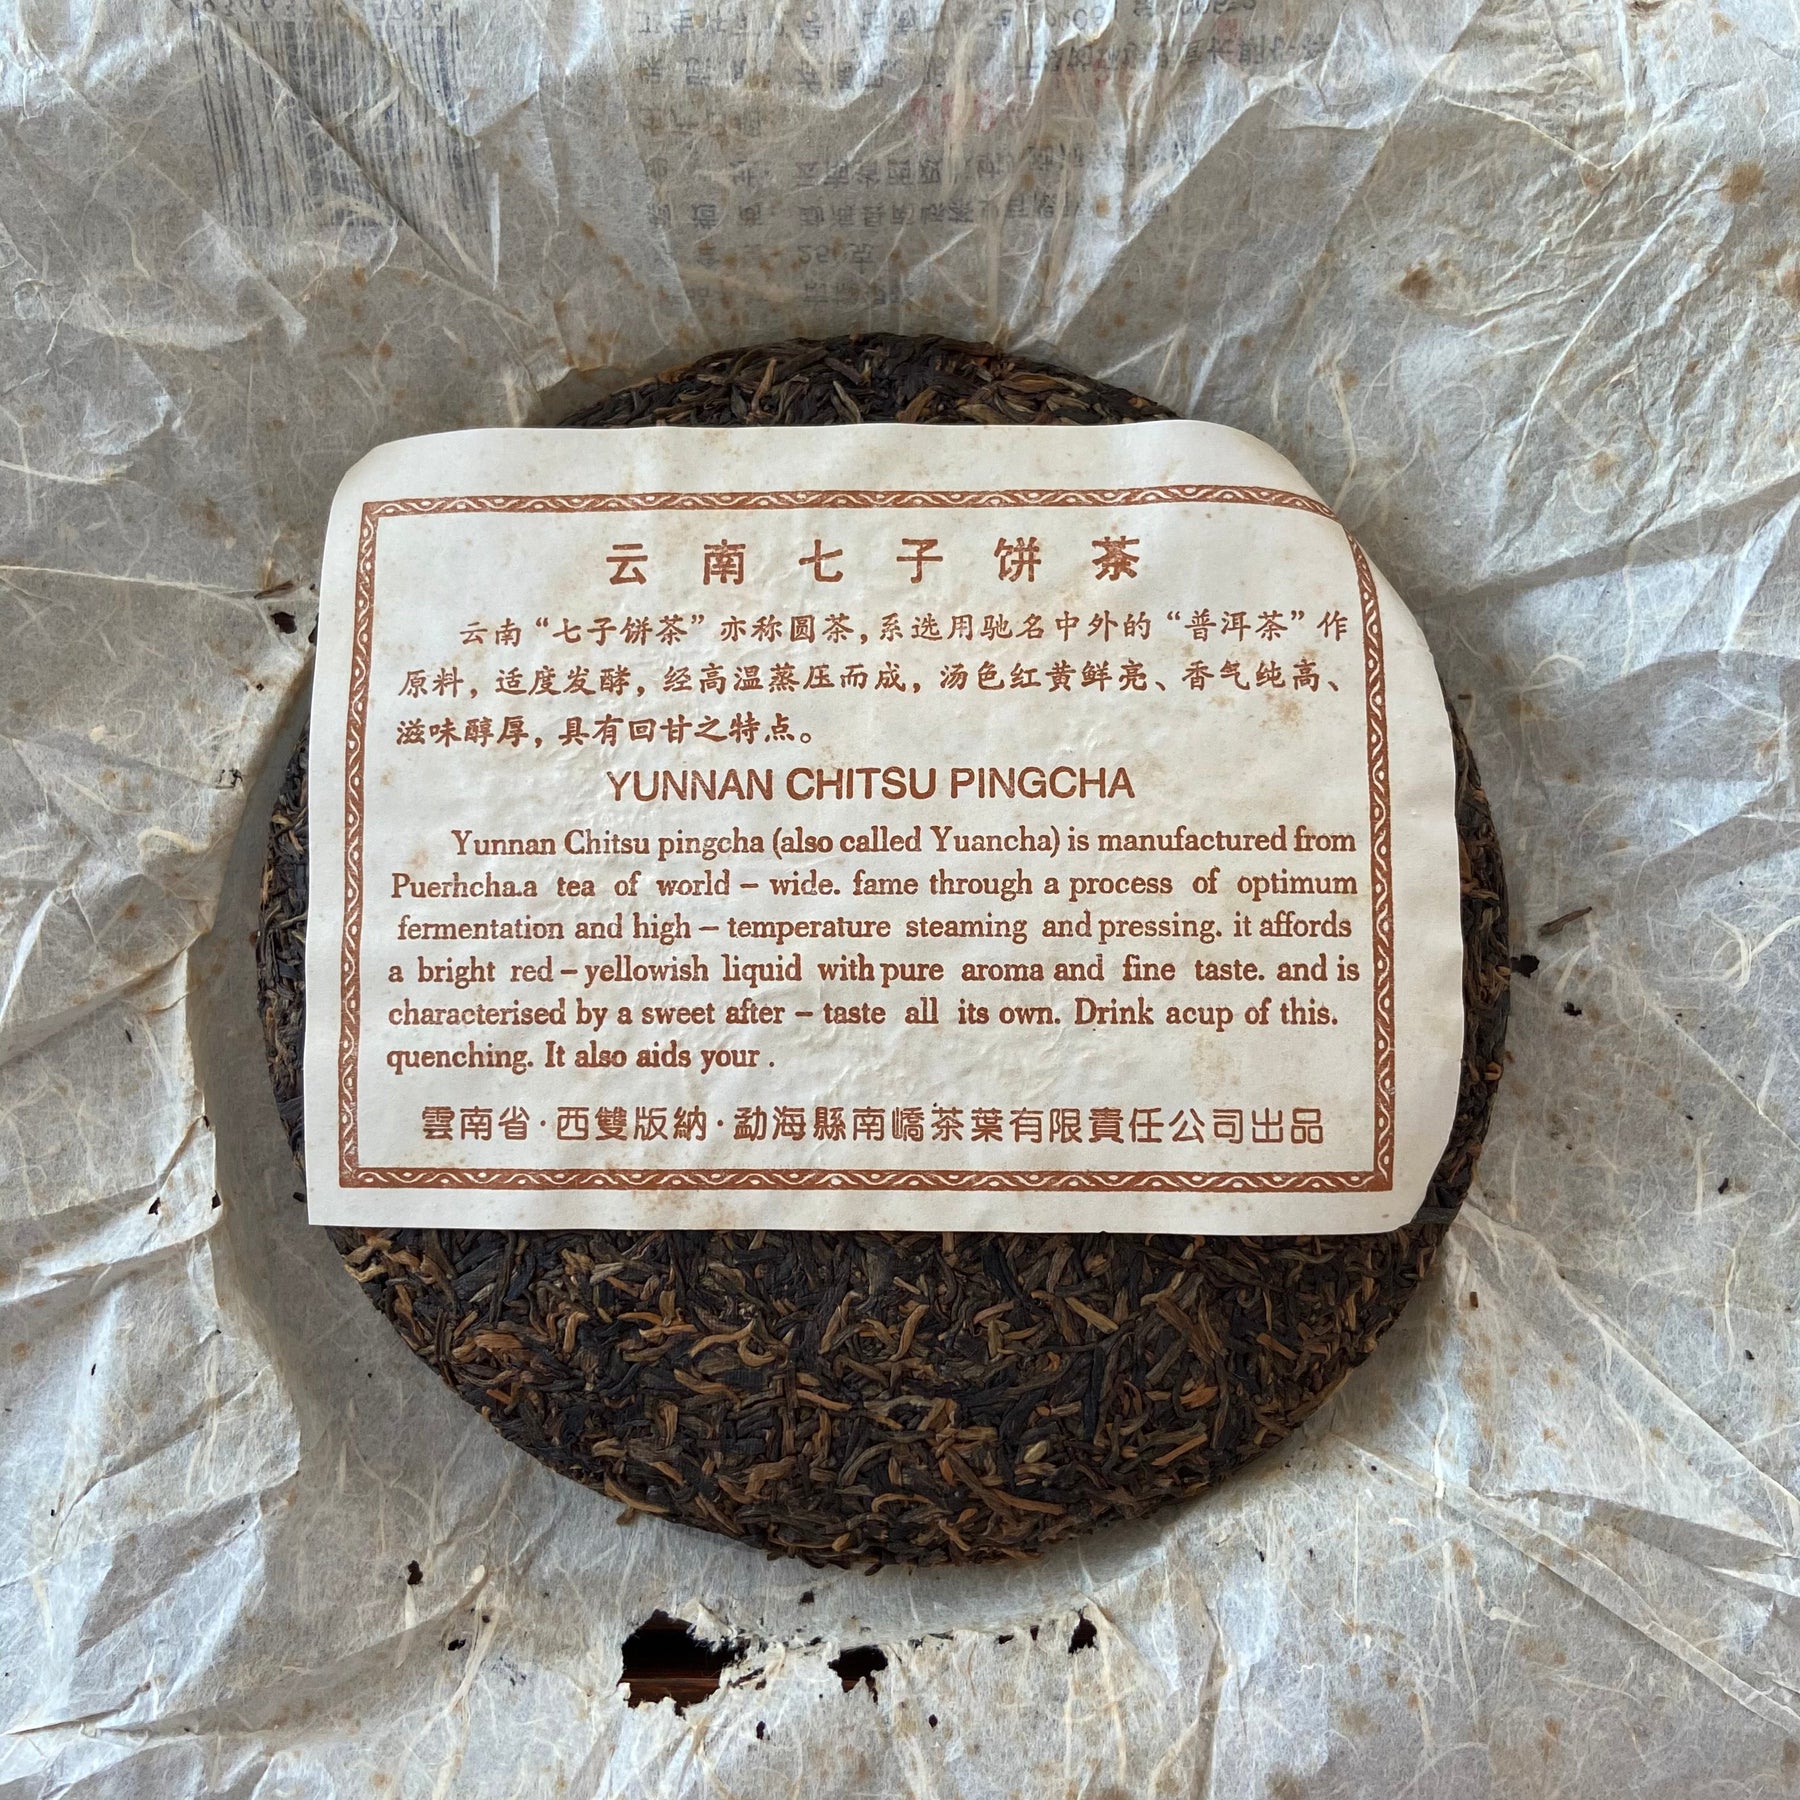 云南七子饼茶
云南“七子饼茶”亦称圆茶，系选用驰名中外的“普洱茶”作
原料，适度发酵，经高温蒸压而成，汤色红黄鲜亮、香气纯高、
滋味醇厚，具有回甘之特点。
YUNNAN CHITSU PINGCHA
Yunnan Chitsu pingcha (also called Yuancha) is manufactured from
Puerhcha.a tea of world – wide. fame through a process of optimum
fermentation and high – temperature steaming and pressing. it affords
a bright red – yellowish liquid with pure aroma and fine taste. and is
characterised by a sweet after – taste all its own. Drink acup of this.
quenching. It also aids your .
雲南省·西雙版納·勐海縣南嶠茶葉有限責任公司出品